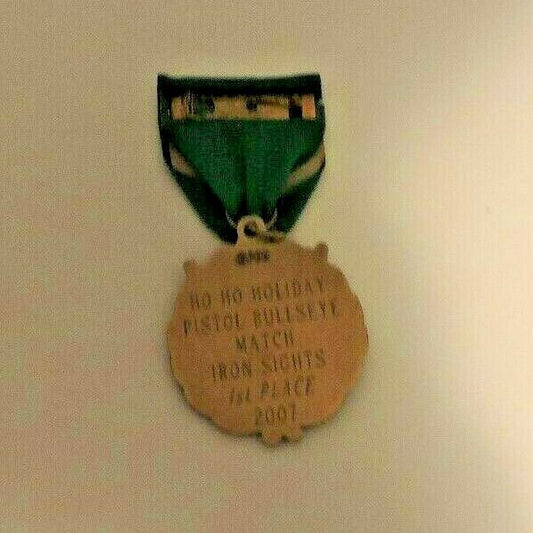 HO HO HOLIDAY
PISTOL BULLSEYE
MATCH
IRON SIGHTS
1st PLACE
2007